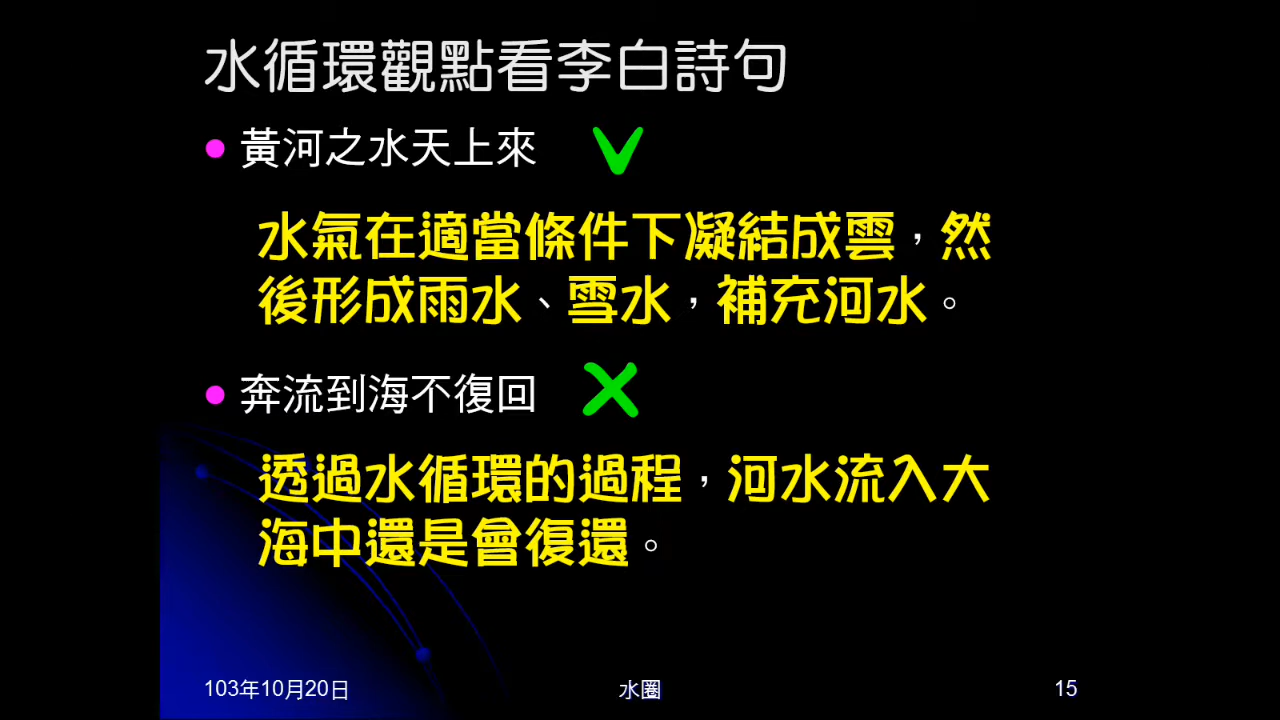 水循環觀點看李白詩句
黃河之水天上來 V
水氣在適當條件下凝結成雲，然
後形成雨水、雪水，補充河水。
奔流到海不復回 X
透過水循環的過程，河水流入大
海中還是會復還。
103年10月20日 水圈 15